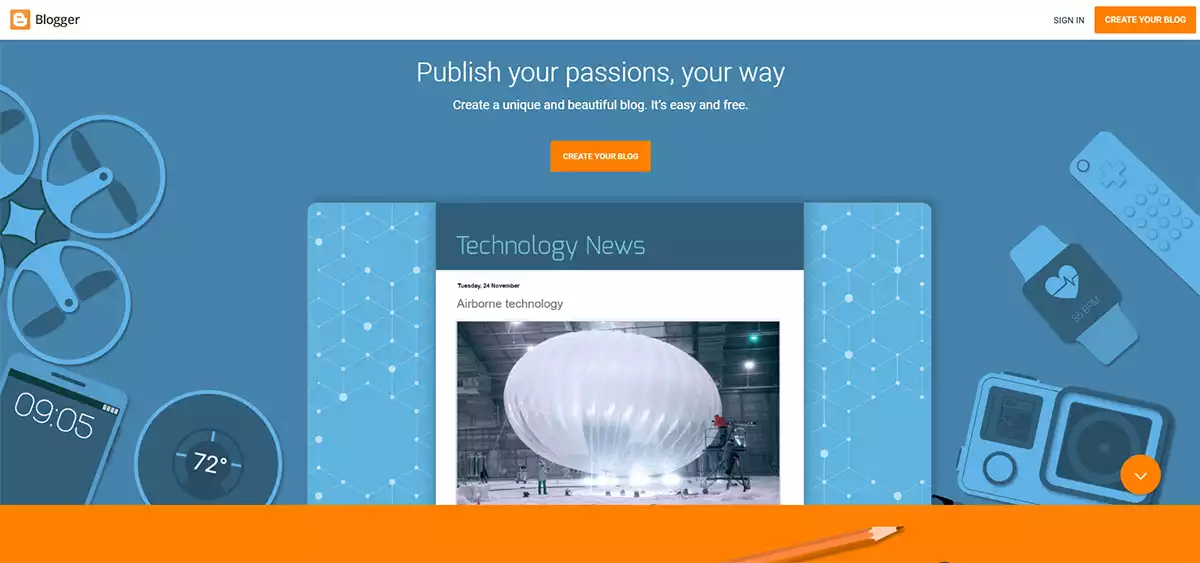 Blogger
SIGN IN
CREATE YOUR BLOG
Publish your passions, your way
Create a unique and beautiful blog. It's easy and free.
CREATE YOUR BLOG
Technology News
Tuesday, 24 November
Airborne technology
09:05
72°
95 BPM